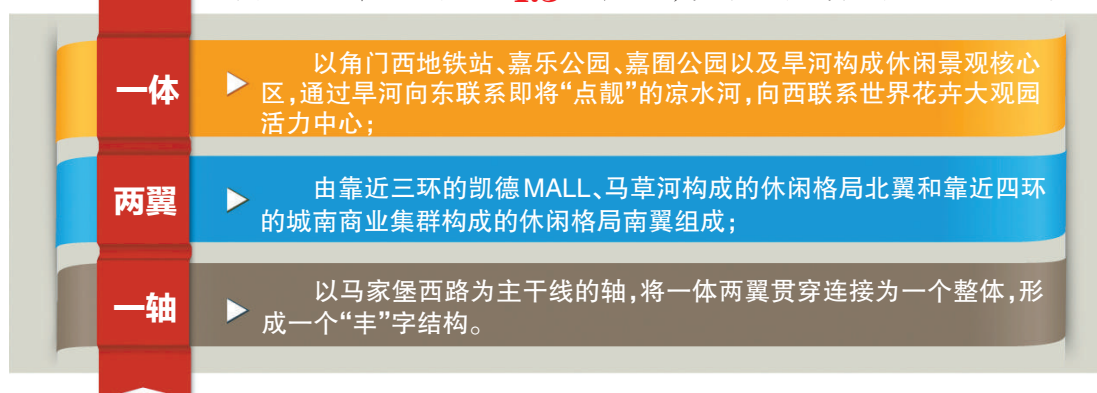 一体
以角门西地铁站、嘉乐公园、嘉囿公园以及旱河构成休闲景观核心
区,通过旱河向东联系即将“点靓”的凉水河,向西联系世界花卉大观园
活力中心;
两翼
由靠近三环的凯德MALL、马草河构成的休闲格局北翼和靠近四环
的城南商业集群构成的休闲格局南翼组成;
一轴
以马家堡西路为主干线的轴,将一体两翼贯穿连接为一个整体,形
成一个“丰”字结构。